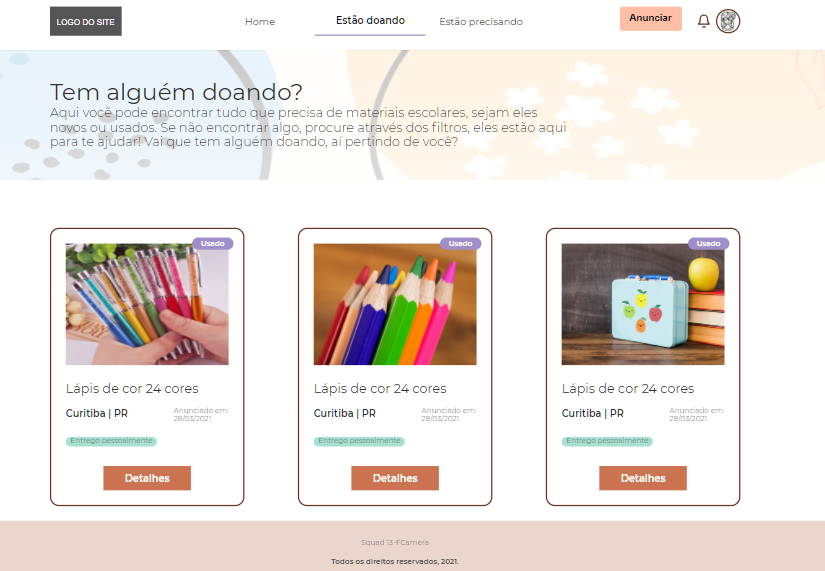 LOGO DO SITE
Home
Estão doando
Estão precisando
Anunciar
Tem alguém doando?
Aqui você pode encontrar tudo que precisa de materiais escolares, sejam eles
novos ou usados. Se não encontrar algo, procure através dos filtros, eles estão aqui
para te ajudar! Vai que tem alguém doando, aí pertindo de você?
Usado
Lápis de cor 24 cores
Curitiba | PR
Anunciado em:
28/03/2021
Entrego pessoalmente
Detalhes
Usado
Lápis de cor 24 cores
Curitiba | PR
Anunciado em:
28/03/2021
Entrego pessoalmente
Detalhes
Usado
Lápis de cor 24 cores
Curitiba | PR
Anunciado em:
28/03/2021
Entrego pessoalmente
Detalhes
Squad 13-FCamera
Todos os direitos reservados, 2021.